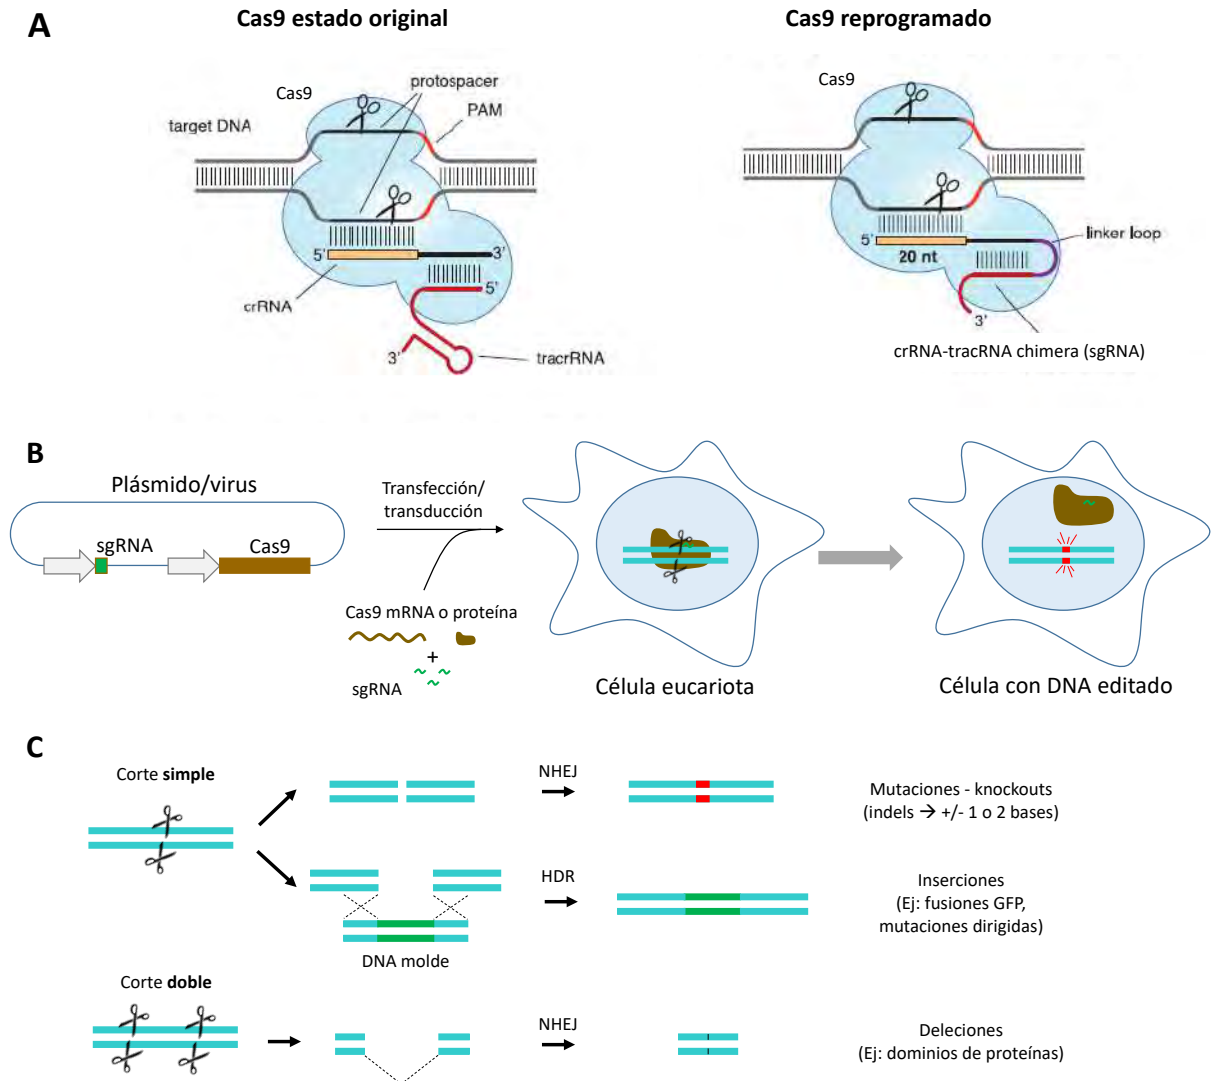 A
Cas9 estado original
Cas9 reprogramado
protospacer
Cas9
PAM
target DNA
5'
3'
5'
crRNA
3'
tracrRNA
Cas9
5'
20 nt
linker loop
3'
crRNA-tracRNA chimera (sgRNA)
B
Plásmido/virus
sgRNA
Cas9
Transfección/
transducción
Cas9 mRNA o proteína
+
sgRNA
Célula eucariota
Célula con DNA editado
C
Corte simple
NHEJ
Mutaciones - knockouts
(indels → +/- 1 o 2 bases)
HDR
Inserciones
(Ej: fusiones GFP,
mutaciones dirigidas)
DNA molde
Corte doble
NHEJ
Deleciones
(Ej: dominios de proteínas)